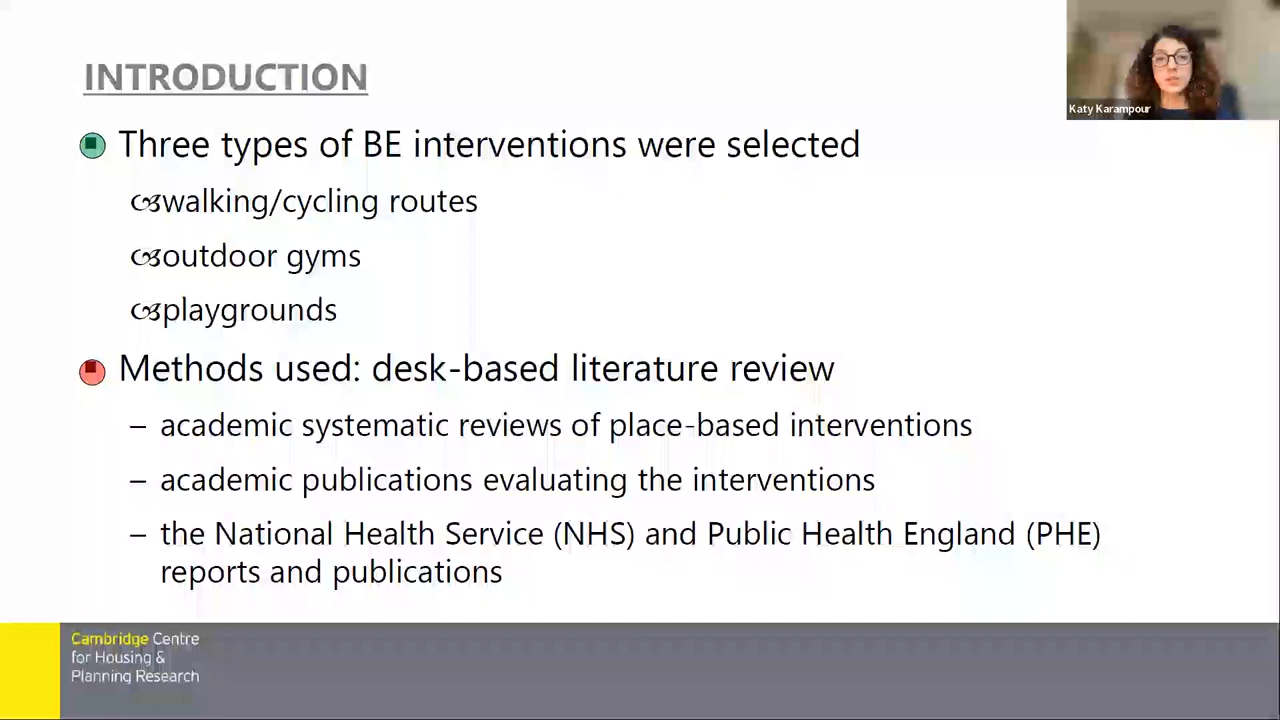 INTRODUCTION
Katy Karampour
Three types of BE interventions were selected
walking/cycling routes
outdoor gyms
playgrounds
Methods used: desk-based literature review
– academic systematic reviews of place-based interventions
– academic publications evaluating the interventions
– the National Health Service (NHS) and Public Health England (PHE)
reports and publications
Cambridge Centre
for Housing &
Planning Research